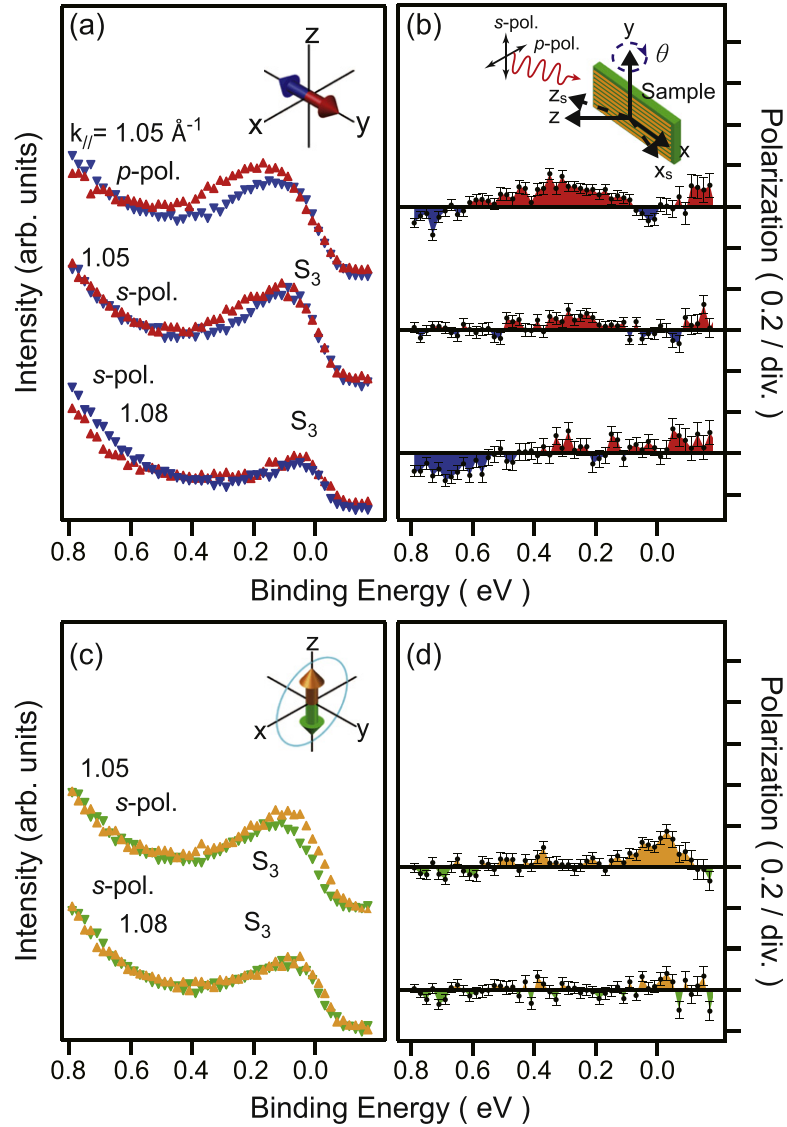 (a)
z
x
y
k//= 1.05 Å-1
p-pol.
1.05
s-pol.
S3
s-pol.
1.08
S3
Intensity (arb. units)
0.8 0.6 0.4 0.2 0.0
Binding Energy ( eV )
(b)
s-pol.
p-pol.
y
θ
Sample
zs
z
x
xs
Polarization ( 0.2 / div. )
0.8 0.6 0.4 0.2 0.0
Binding Energy ( eV )
(c)
z
x
y
1.05
s-pol.
S3
s-pol.
1.08
S3
Intensity (arb. units)
0.8 0.6 0.4 0.2 0.0
Binding Energy ( eV )
(d)
Polarization ( 0.2 / div. )
0.8 0.6 0.4 0.2 0.0
Binding Energy ( eV )